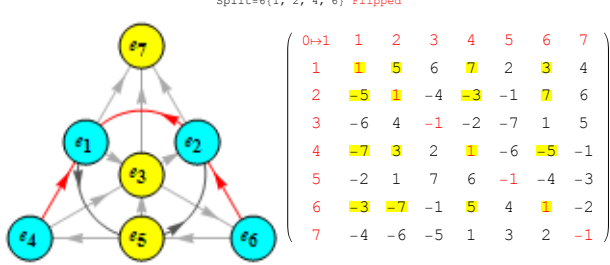 Split=6{1, 2, 4, 6} Flipped
e7
e1
e2
e3
e4
e5
e6
0↦1 1 2 3 4 5 6 7
1 1 5 6 7 2 3 4
2 -5 1 -4 -3 -1 7 6
3 -6 4 -1 -2 -7 1 5
4 -7 3 2 1 -6 -5 -1
5 -2 1 7 6 -1 -4 -3
6 -3 -7 -1 5 4 1 -2
7 -4 -6 -5 1 3 2 -1